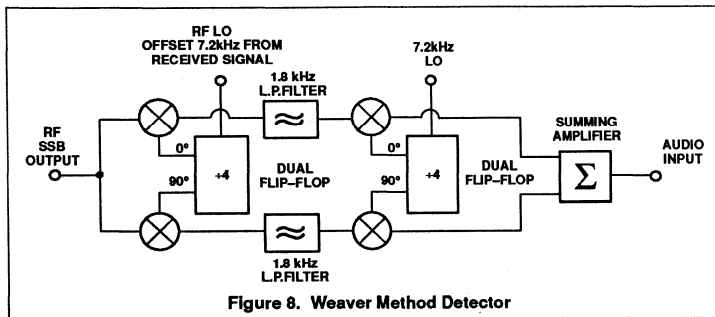 RF LO
OFFSET 7.2kHz FROM
RECEIVED SIGNAL
7.2kHz
LO
1.8 kHz
L.P.FILTER
SUMMING
AMPLIFIER
RF
SSB
OUTPUT
0°
90°
÷4
DUAL
FLIP–FLOP
0°
90°
÷4
DUAL
FLIP–FLOP
Σ
AUDIO
INPUT
1.8 kHz
L.P.FILTER
Figure 8. Weaver Method Detector